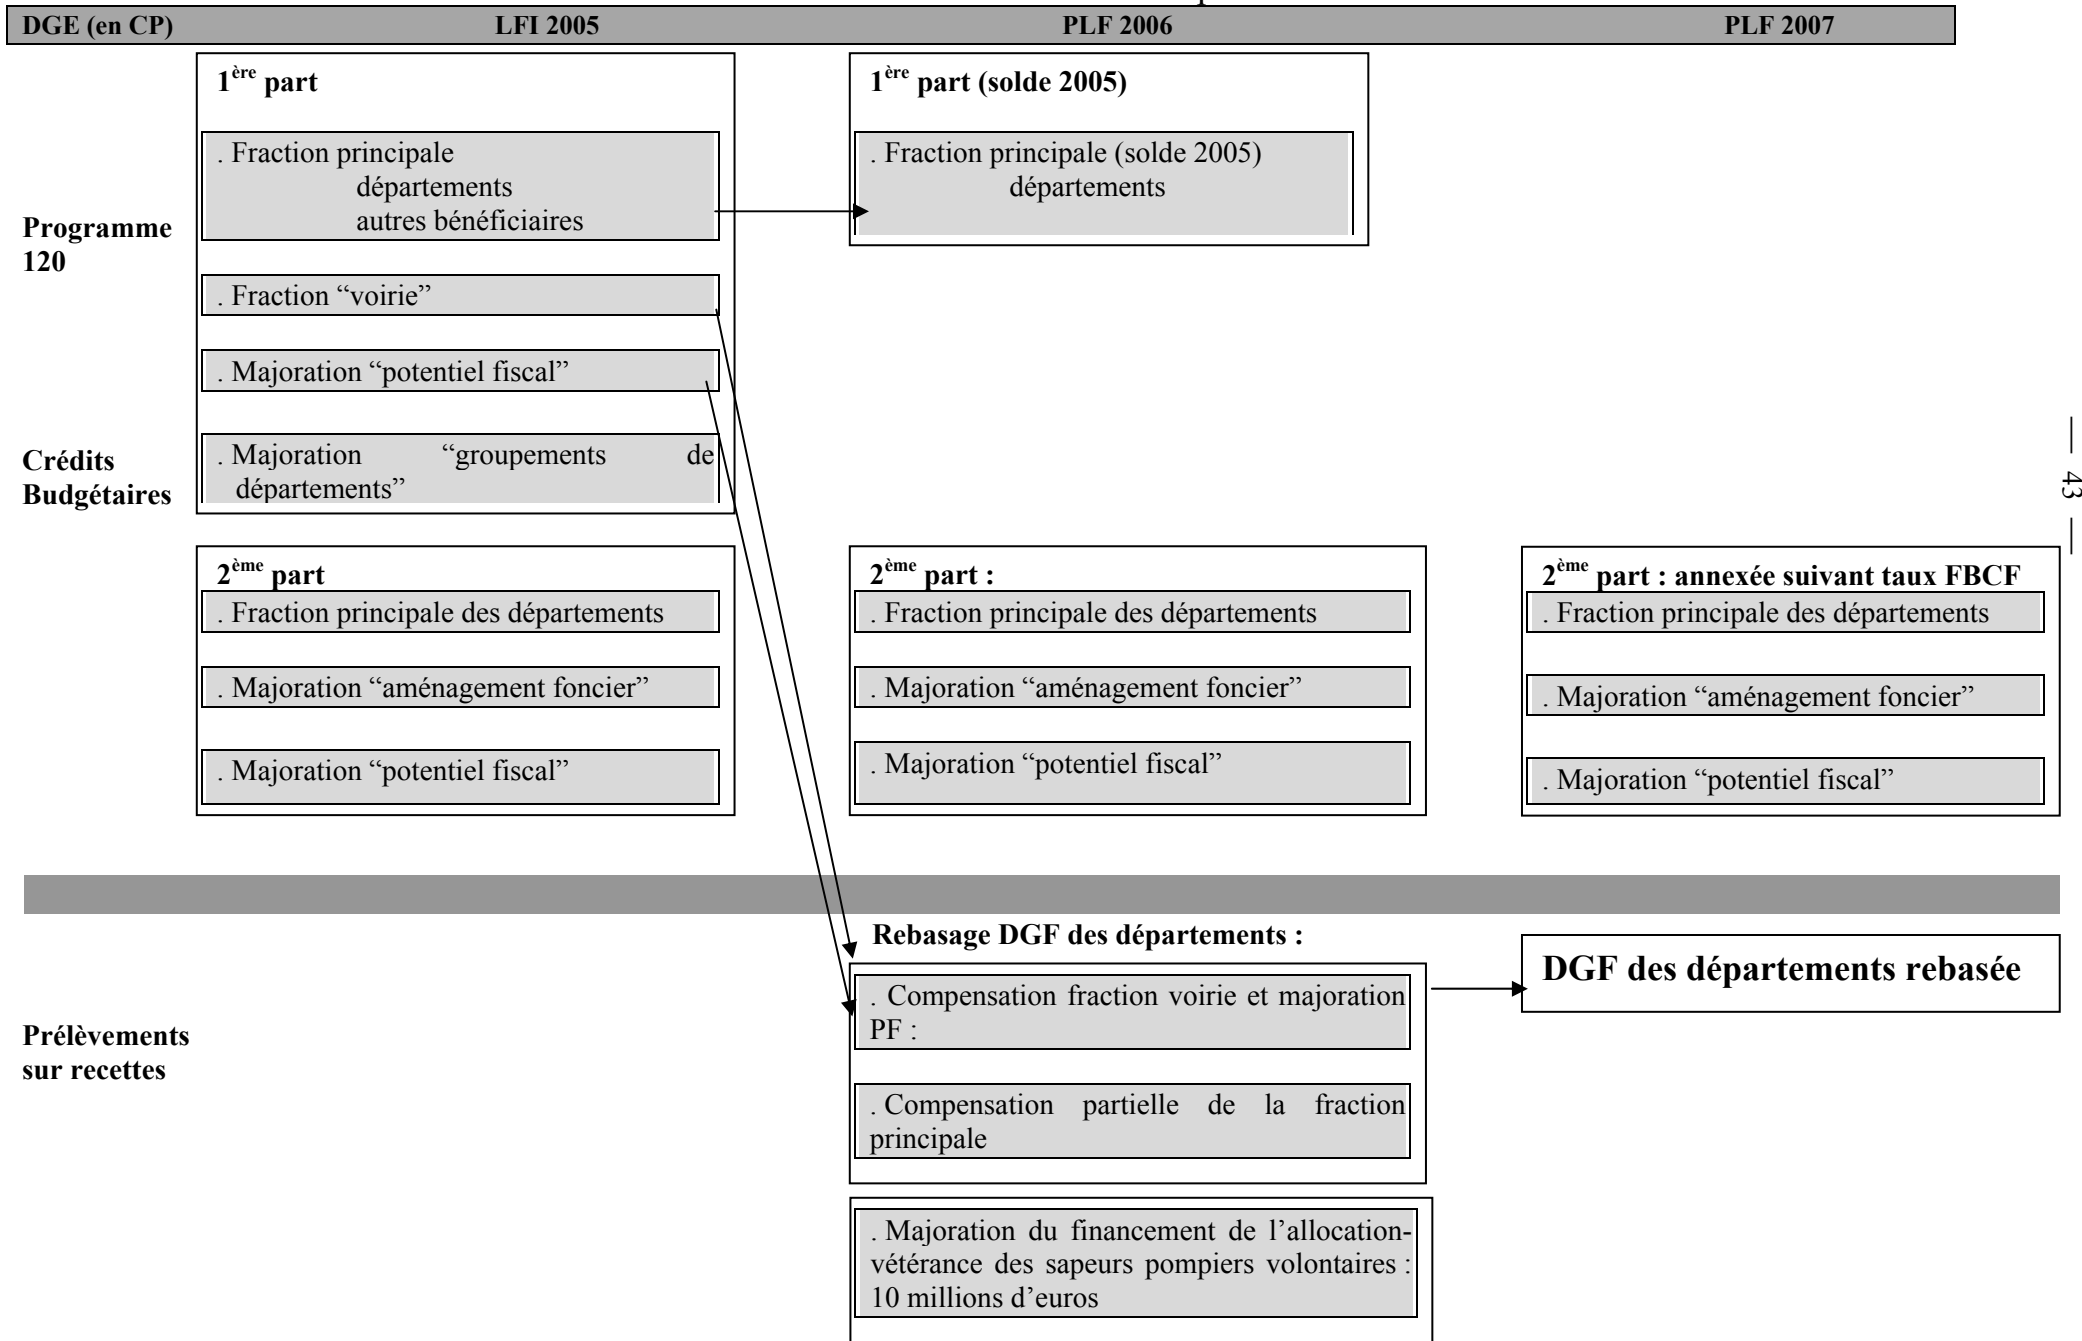 DGE (en CP) LFI 2005 PLF 2006 PLF 2007
1ère part
. Fraction principale
départements
autres bénéficiaires
1ère part (solde 2005)
. Fraction principale (solde 2005)
départements
Programme
120
. Fraction “voirie”
. Majoration “potentiel fiscal”
Crédits
Budgétaires
. Majoration “groupements de
départements”
2ème part
. Fraction principale des départements
. Majoration “aménagement foncier”
. Majoration “potentiel fiscal”
2ème part :
. Fraction principale des départements
. Majoration “aménagement foncier”
. Majoration “potentiel fiscal”
2ème part : annexée suivant taux FBCF
. Fraction principale des départements
. Majoration “aménagement foncier”
. Majoration “potentiel fiscal”
— 43 —
Prélèvements
sur recettes
Rebasage DGF des départements :
. Compensation fraction voirie et majoration
PF :
. Compensation partielle de la fraction
principale
. Majoration du financement de l’allocation-
vétérance des sapeurs pompiers volontaires :
10 millions d’euros
DGF des départements rebasée